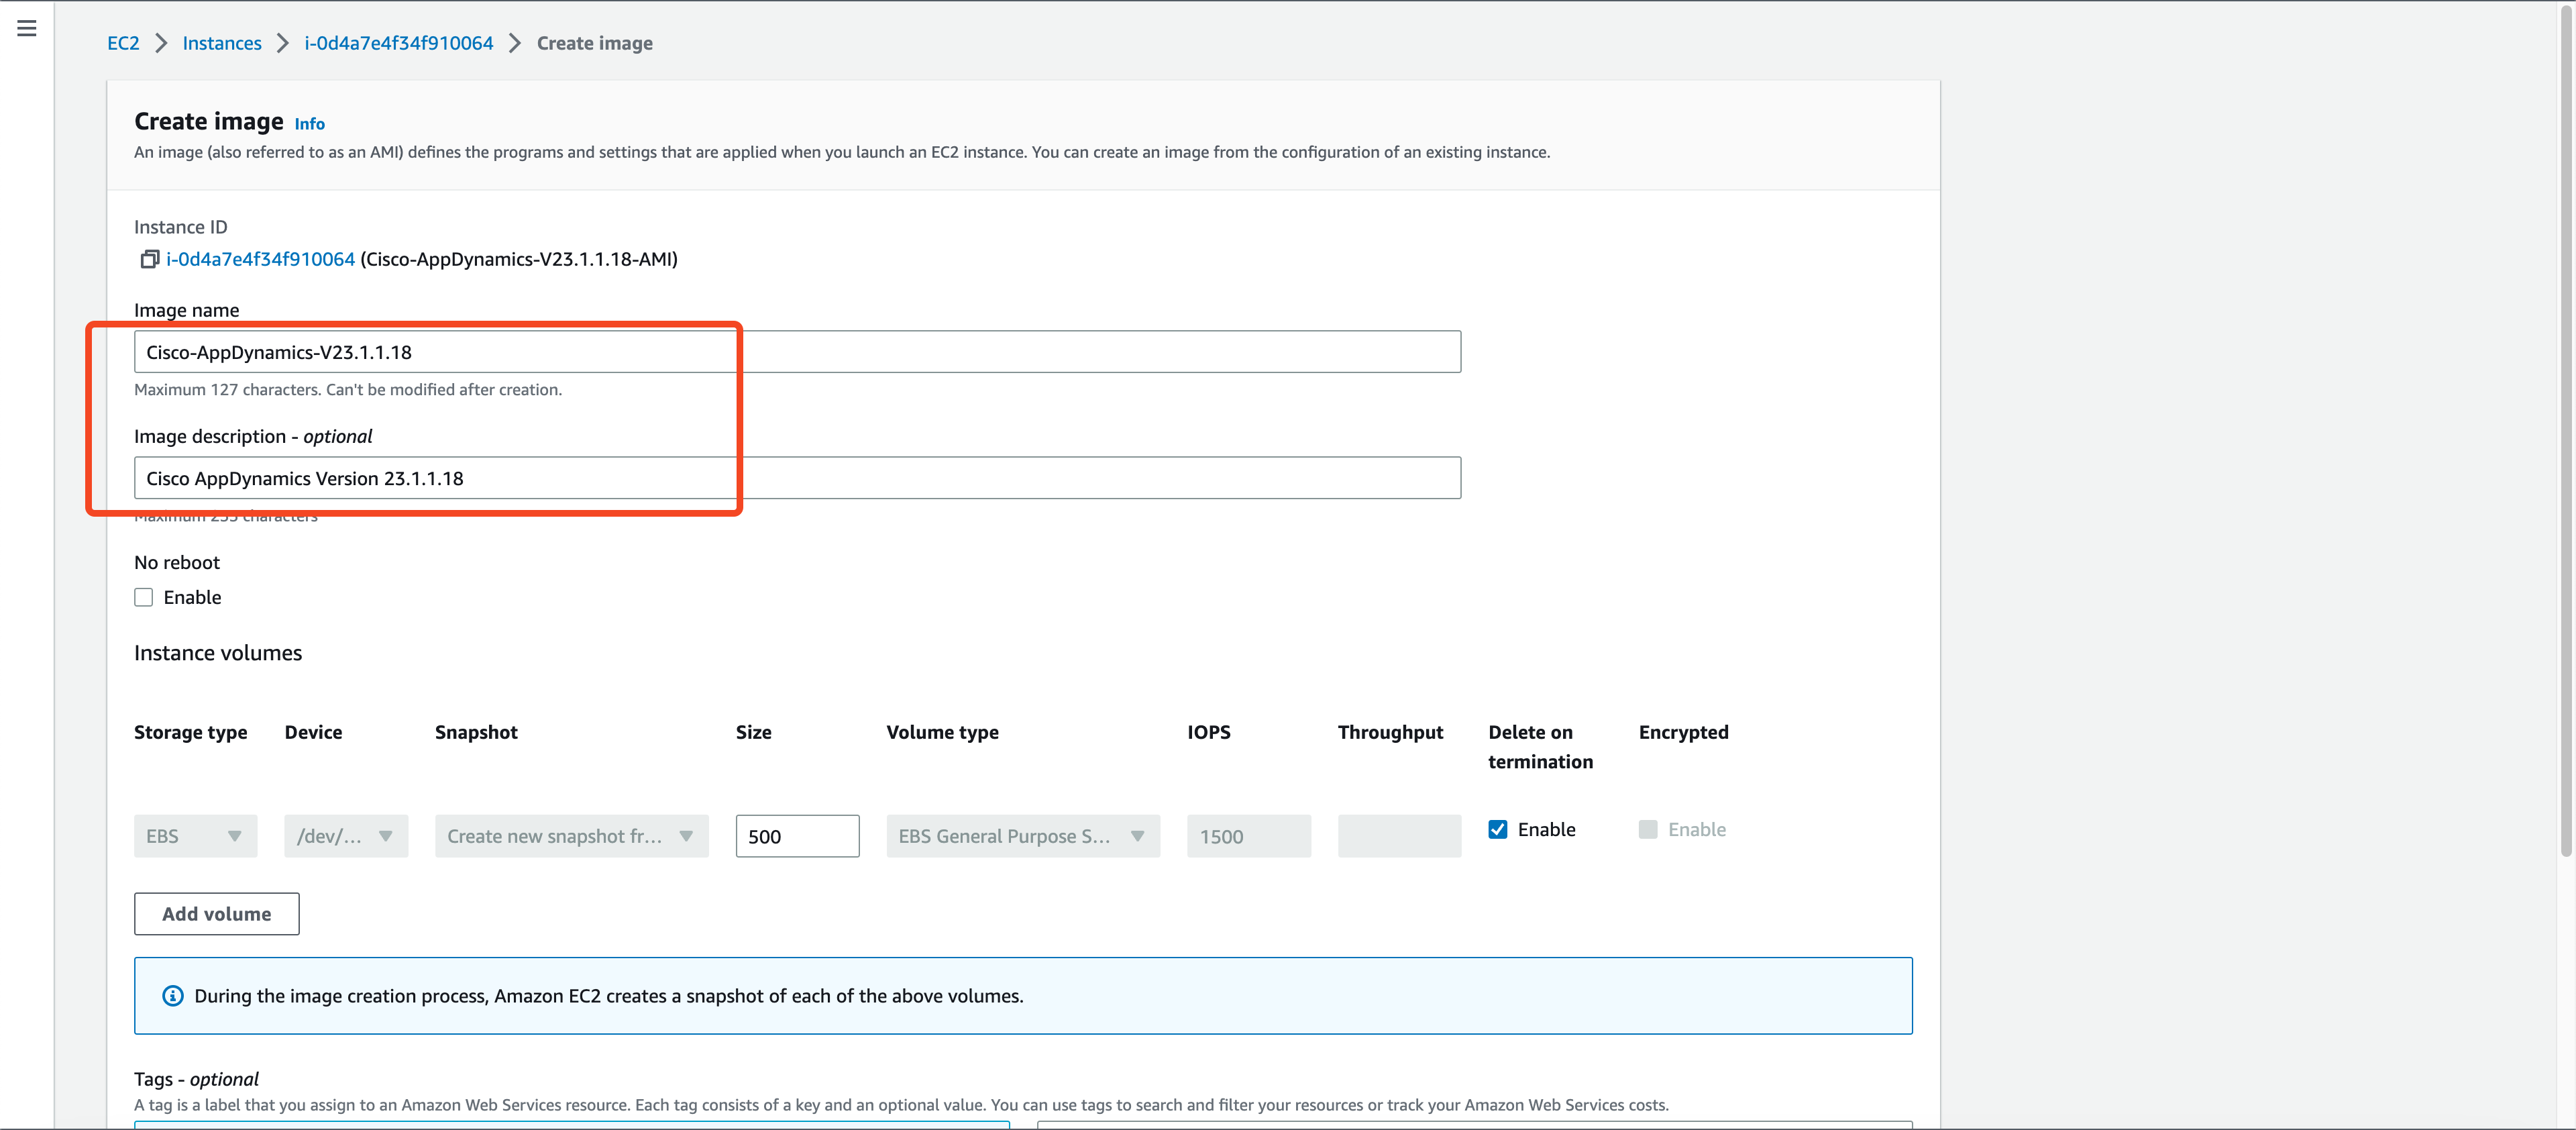 EC2 > Instances > i-0d4a7e4f34f910064 > Create image
Create image Info
An image (also referred to as an AMI) defines the programs and settings that are applied when you launch an EC2 instance. You can create an image from the configuration of an existing instance.
Instance ID
i-0d4a7e4f34f910064 (Cisco-AppDynamics-V23.1.1.18-AMI)
Image name
Cisco-AppDynamics-V23.1.1.18
Maximum 127 characters. Can't be modified after creation.
Image description - optional
Cisco AppDynamics Version 23.1.1.18
Maximum 255 characters
No reboot
Enable
Instance volumes
Storage type Device Snapshot Size Volume type IOPS Throughput Delete on termination Encrypted
EBS /dev/... Create new snapshot fr... 500 EBS General Purpose S... 1500 Enable Enable
Add volume
During the image creation process, Amazon EC2 creates a snapshot of each of the above volumes.
Tags - optional
A tag is a label that you assign to an Amazon Web Services resource. Each tag consists of a key and an optional value. You can use tags to search and filter your resources or track your Amazon Web Services costs.